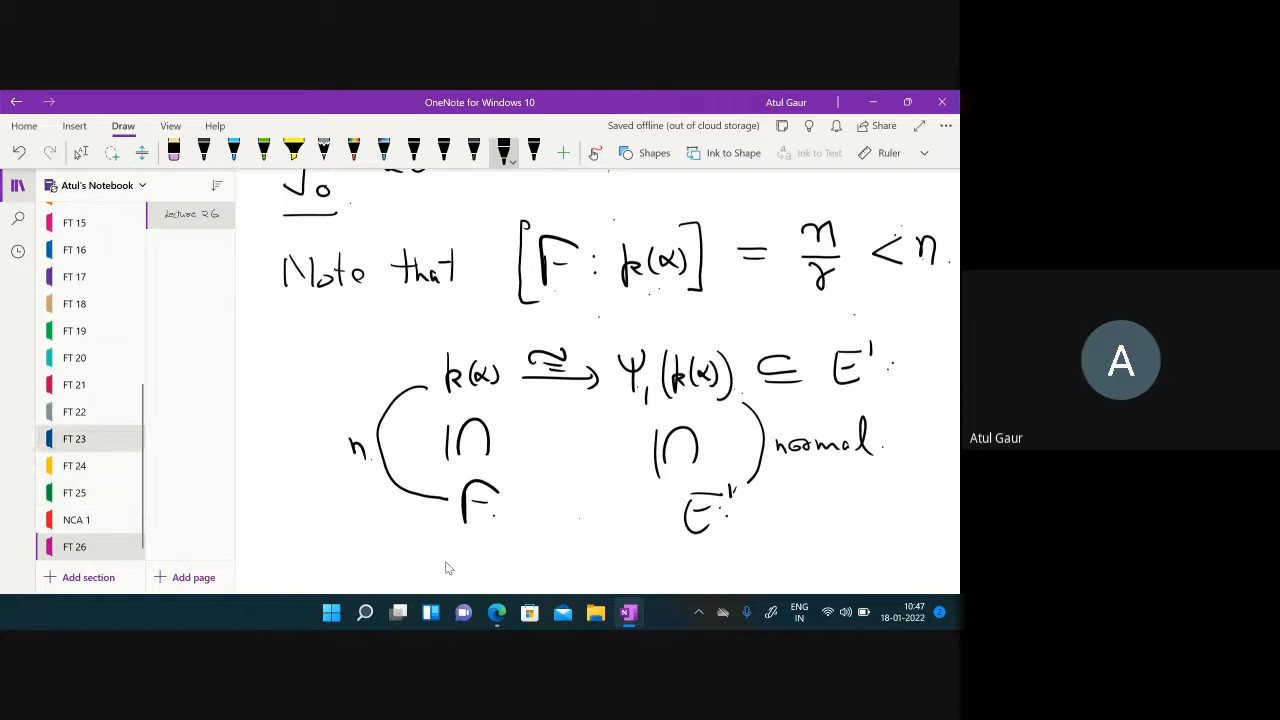 OneNote for Windows 10
Atul Gaur
Home Insert Draw View Help
Saved offline (out of cloud storage) Share
Shapes Ink to Shape Ink to Text Ruler
Atul's Notebook
Lecture 26
FT 15
FT 16
FT 17
FT 18
FT 19
FT 20
FT 21
FT 22
FT 23
FT 24
FT 25
NCA 1
FT 26
Add section Add page
Note that [F : k(α)] = n/r < n.
k(α) ≅→ Ψ₁(k(α)) ⊆ E'
n. normal.
F. E'
A
Atul Gaur
ENG
IN
10:47
18-01-2022
2